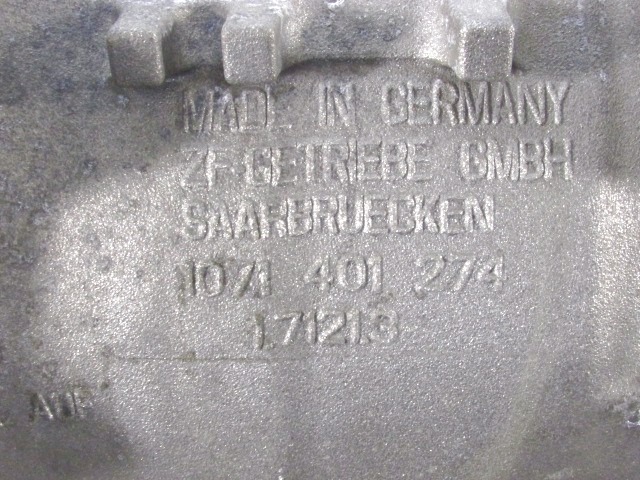 MADE IN GERMANY
ZF-GETRIEBE GMBH
SAARBRUECKEN
1071 401 274
171213